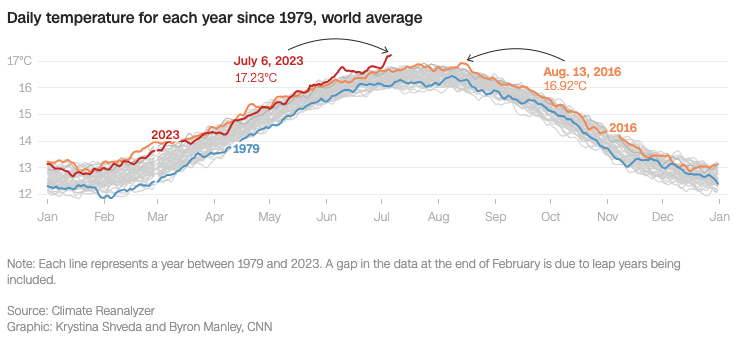 Daily temperature for each year since 1979, world average
17°C
16
15
14
13
12
July 6, 2023
17.23°C
Aug. 13, 2016
16.92°C
2023
1979
2016
Jan Feb Mar Apr May Jun Jul Aug Sep Oct Nov Dec Jan
Note: Each line represents a year between 1979 and 2023. A gap in the data at the end of February is due to leap years being
included.
Source: Climate Reanalyzer
Graphic: Krystina Shveda and Byron Manley, CNN